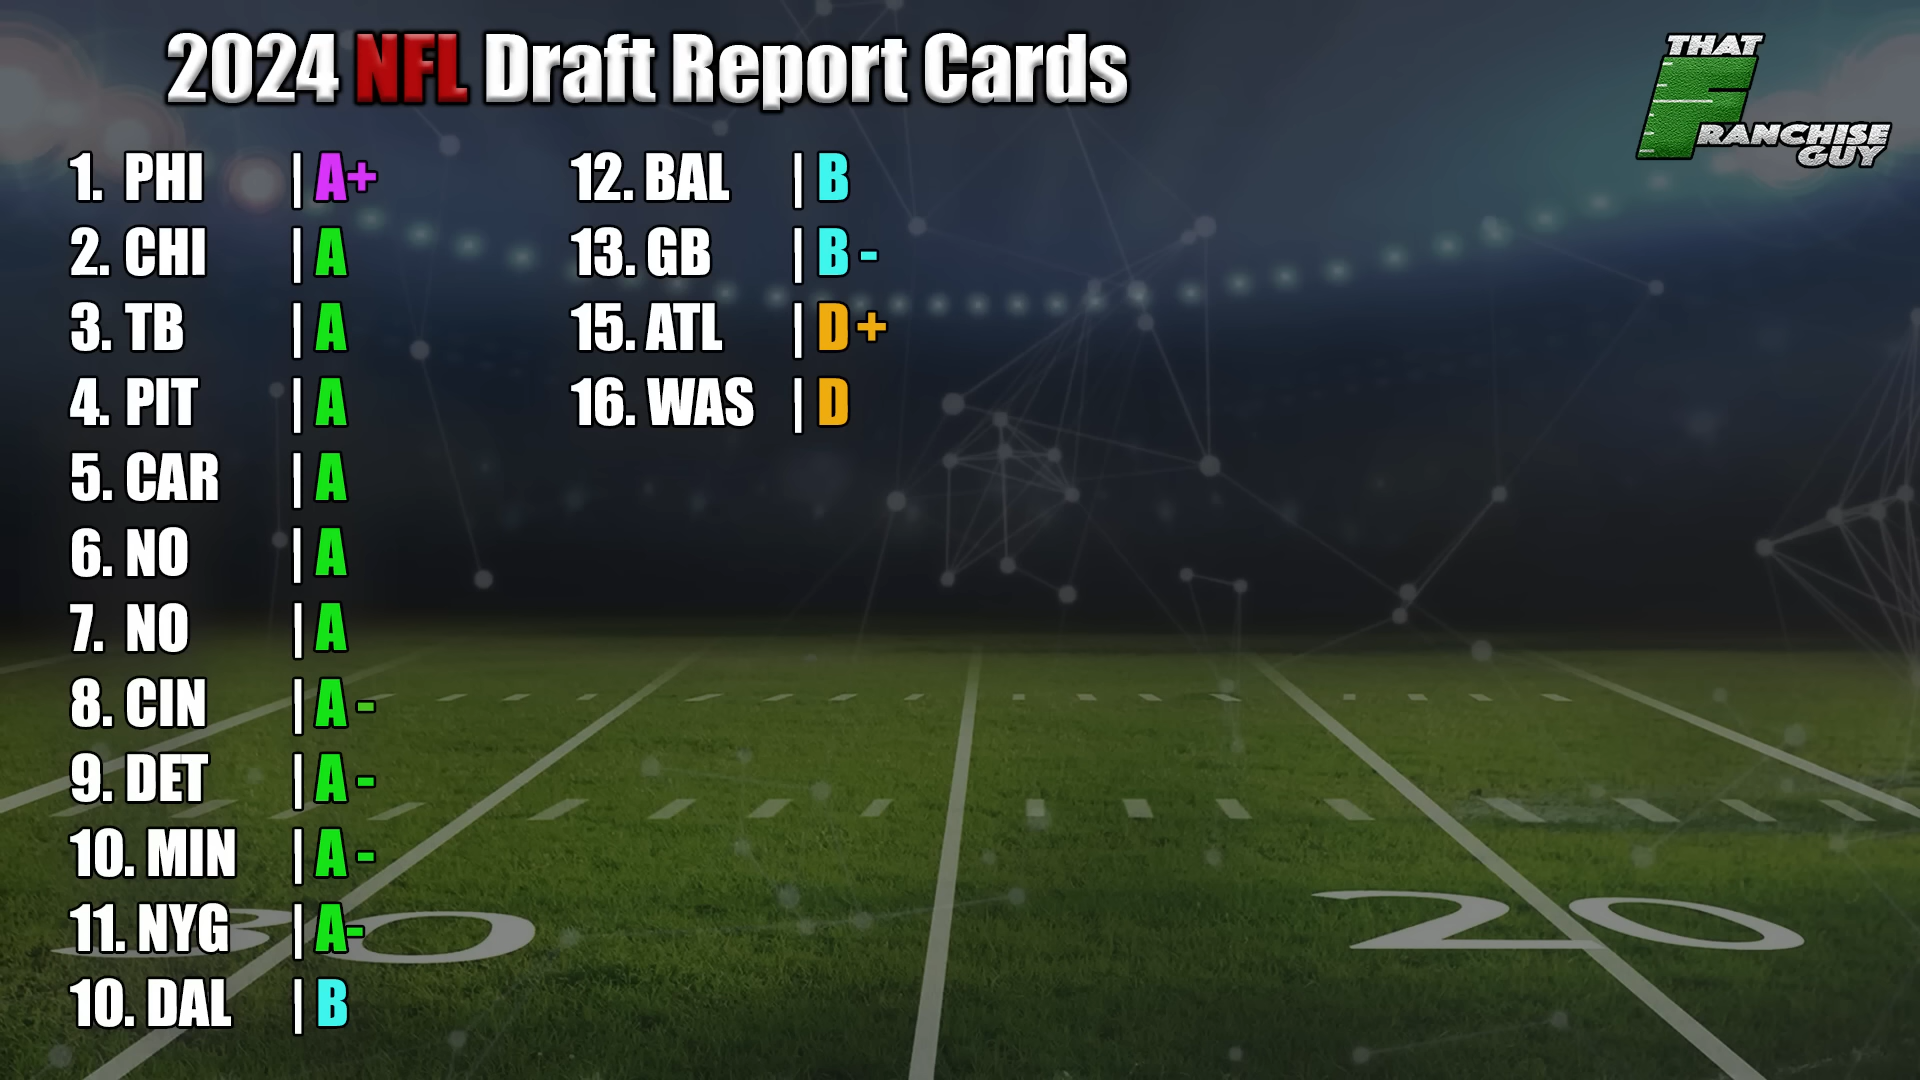 2024 NFL Draft Report Cards
THAT
FRANCHISE
GUY
1. PHI | A+
2. CHI | A
3. TB | A
4. PIT | A
5. CAR | A
6. NO | A
7. NO | A
8. CIN | A -
9. DET | A -
10. MIN | A -
11. NYG | A-
10. DAL | B
12. BAL | B
13. GB | B -
15. ATL | D +
16. WAS | D
30
20